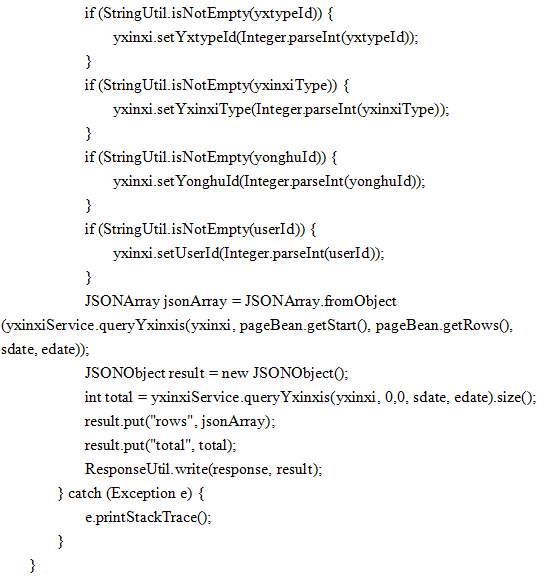 if (StringUtil.isNotEmpty(yxtypeId)) {
yxinxi.setYxtypeId(Integer.parseInt(yxtypeId));
}
if (StringUtil.isNotEmpty(yxinxiType)) {
yxinxi.setYxinxiType(Integer.parseInt(yxinxiType));
}
if (StringUtil.isNotEmpty(yonghuId)) {
yxinxi.setYonghuId(Integer.parseInt(yonghuId));
}
if (StringUtil.isNotEmpty(userId)) {
yxinxi.setUserId(Integer.parseInt(userId));
}
JSONArray jsonArray = JSONArray.fromObject
(yxinxiService.queryYxinxis(yxinxi, pageBean.getStart(), pageBean.getRows(),
sdate, edate));
JSONObject result = new JSONObject();
int total = yxinxiService.queryYxinxis(yxinxi, 0,0, sdate, edate).size();
result.put("rows", jsonArray);
result.put("total", total);
ResponseUtil.write(response, result);
} catch (Exception e) {
e.printStackTrace();
}
}